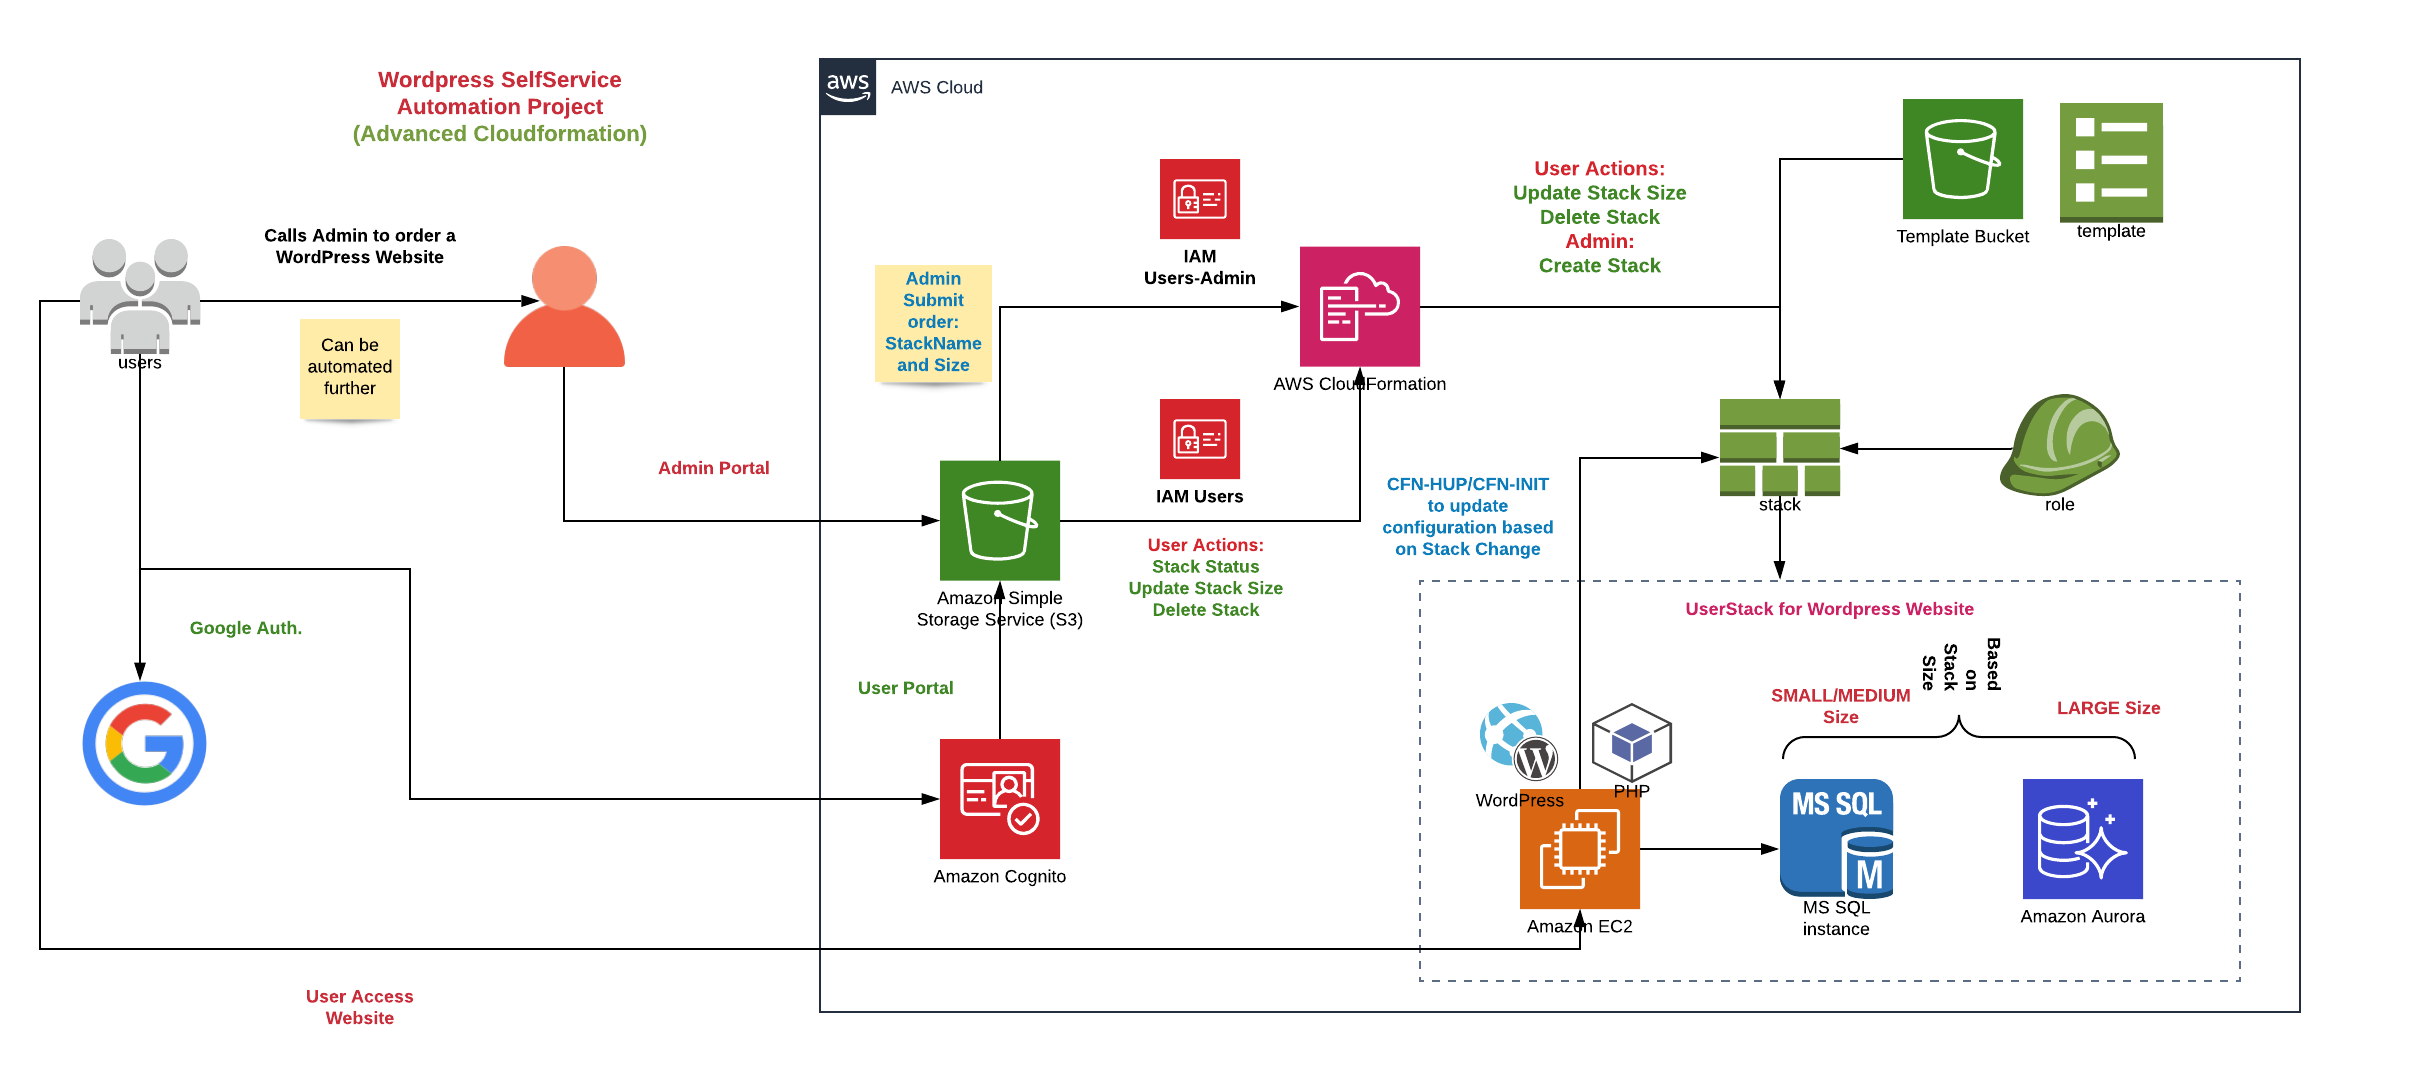 Wordpress SelfService
Automation Project
(Advanced Cloudformation)
aws
AWS Cloud
Calls Admin to order a
WordPress Website
users
Can be
automated
further
Admin
Submit
order:
StackName
and Size
IAM
Users-Admin
AWS CloudFormation
User Actions:
Update Stack Size
Delete Stack
Admin:
Create Stack
Template Bucket
template
Admin Portal
IAM Users
Amazon Simple
Storage Service (S3)
User Actions:
Stack Status
Update Stack Size
Delete Stack
CFN-HUP/CFN-INIT
to update
configuration based
on Stack Change
stack
role
Google Auth.
User Portal
Amazon Cognito
UserStack for Wordpress Website
Based
on
Stack
Size
SMALL/MEDIUM
Size
LARGE Size
W
WordPress
PHP
Amazon EC2
MS SQL
M
MS SQL
instance
Amazon Aurora
G
User Access
Website